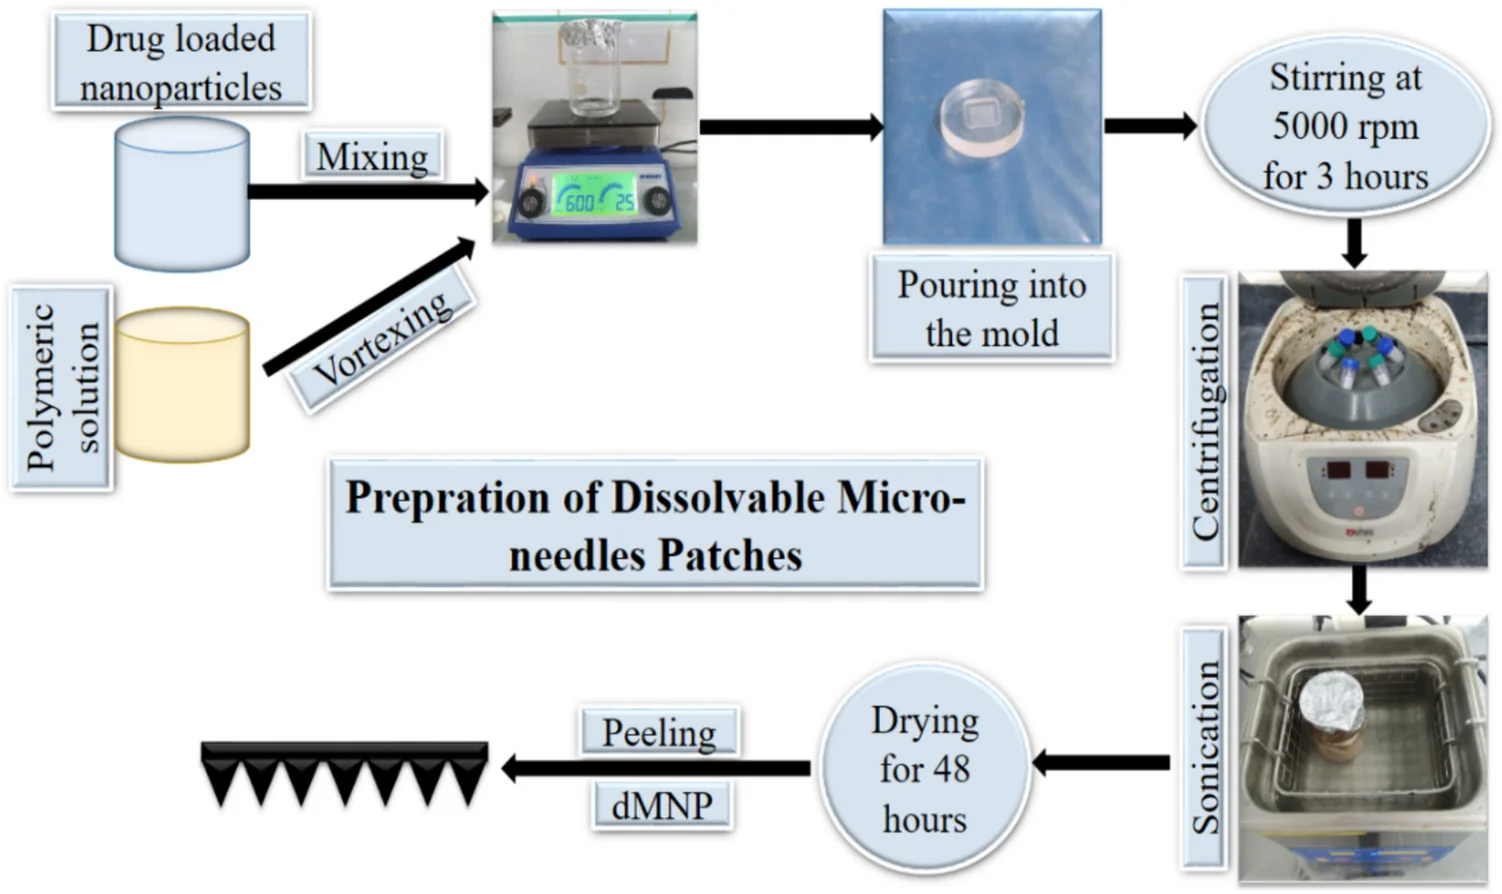 Drug loaded
nanoparticles
Mixing
600 25
Stirring at
5000 rpm
for 3 hours
Pouring into
the mold
Vortexing
Polymeric
solution
Centrifugation
Prepration of Dissolvable Micro-
needles Patches
Sonication
Drying
for 48
hours
Peeling
dMNP